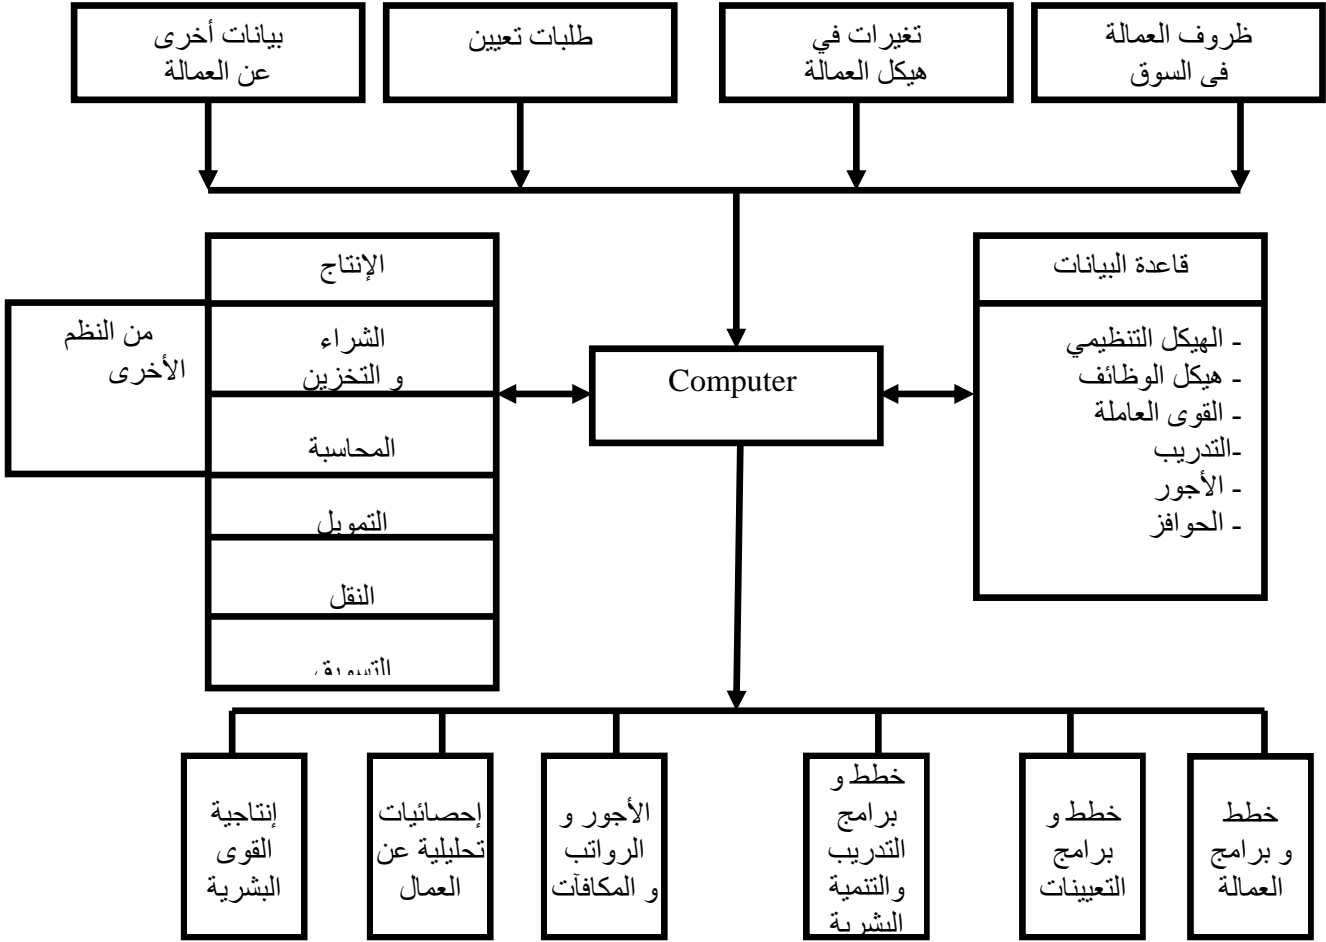 ظروف العمالة
فى السوق
تغيرات في
هيكل العمالة
طلبات تعيين
بيانات أخرى
عن العمالة
قاعدة البيانات
- الهيكل التنظيمي
- هيكل الوظائف
- القوى العاملة
-التدريب
- الأجور
- الحوافز
Computer
الإنتاج
الشراء
و التخزين
المحاسبة
التمويل
النقل
التسويق
من النظم
الأخرى
خطط
و برامج
العمالة
خطط و
برامج
التعيينات
خطط و
برامج
التدريب
والتنمية
البشرية
الأجور و
الرواتب
و المكافآت
إحصائيات
تحليلية عن
العمال
إنتاجية
القوى
البشرية